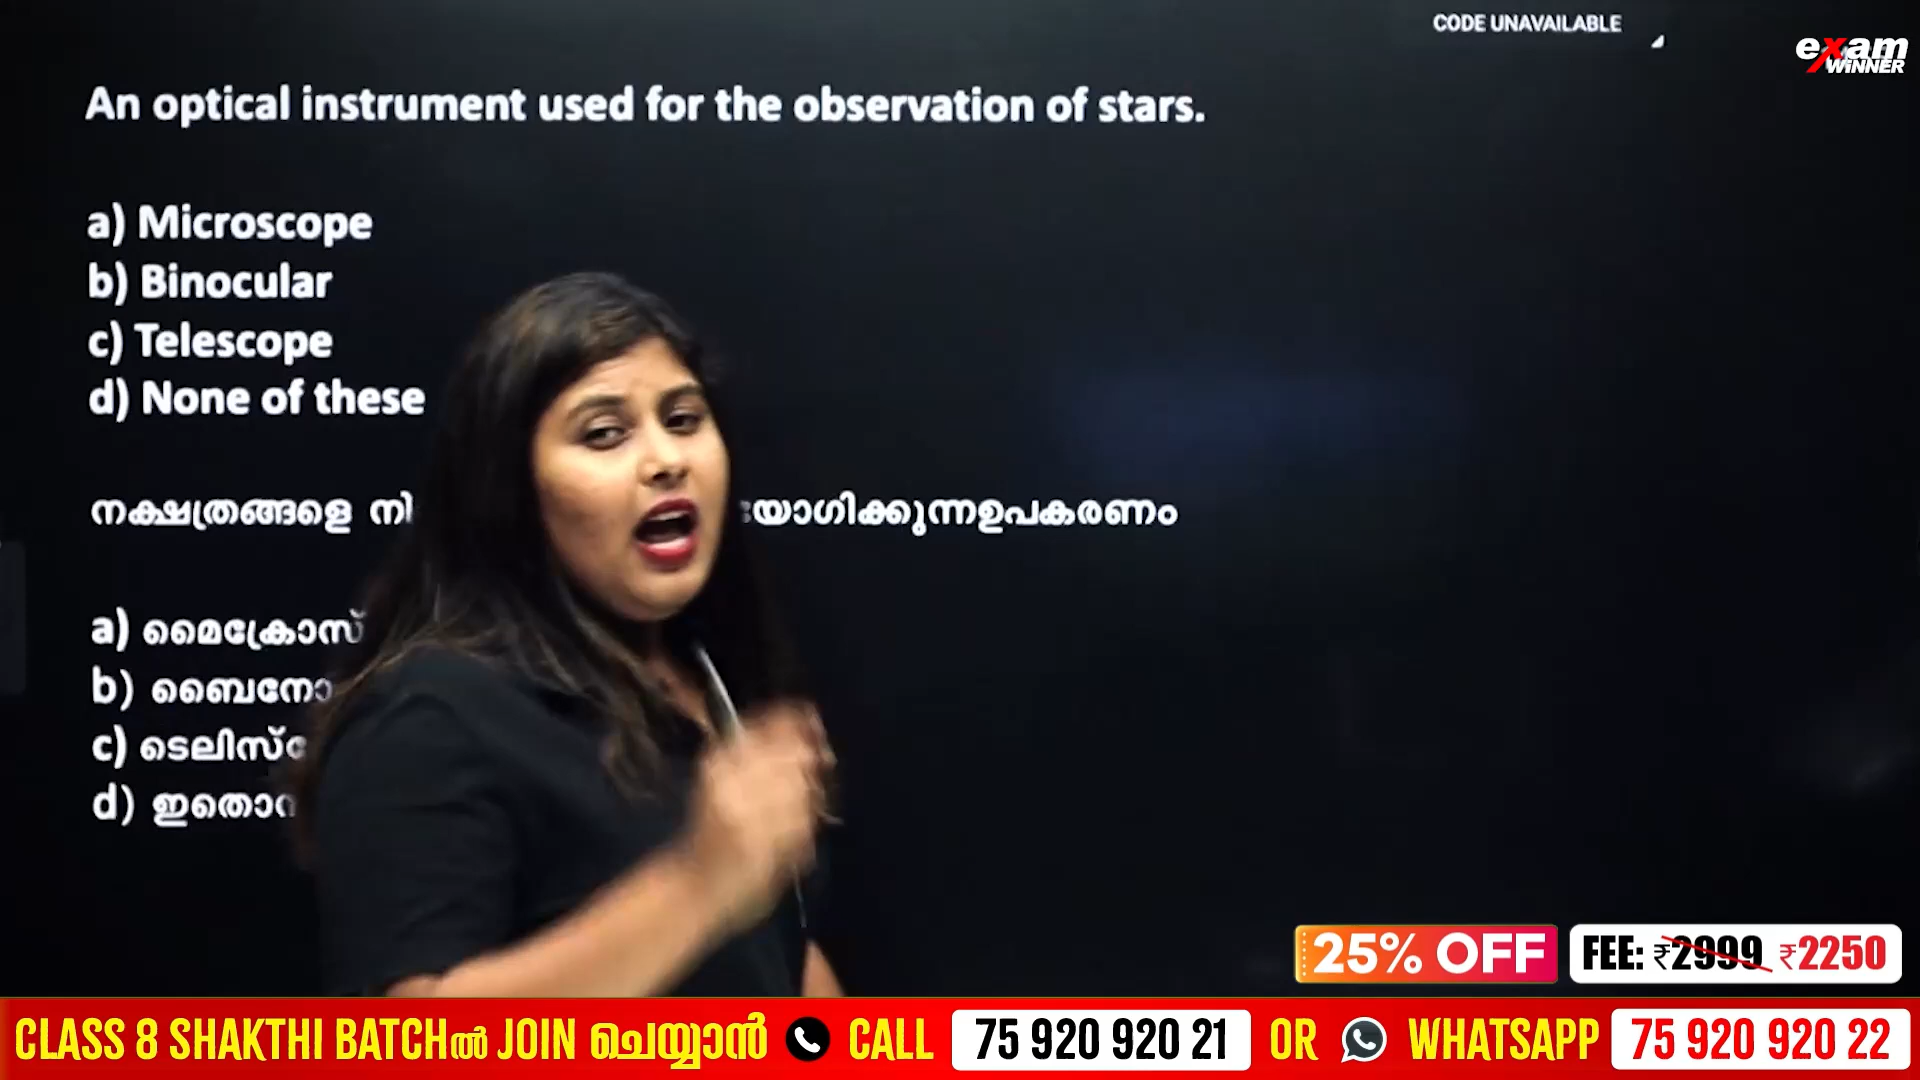 CODE UNAVAILABLE
exam
WINNER
An optical instrument used for the observation of stars.
a) Microscope
b) Binocular
c) Telescope
d) None of these
നക്ഷത്രങ്ങളെ
a)
b)
c)
d)
25% OFF
FEE: ₹2999 ₹2250
CLASS 8 SHAKTHI BATCHൽ JOIN ചെയ്യാൻ CALL 75 920 920 21 OR WHATSAPP 75 920 920 22